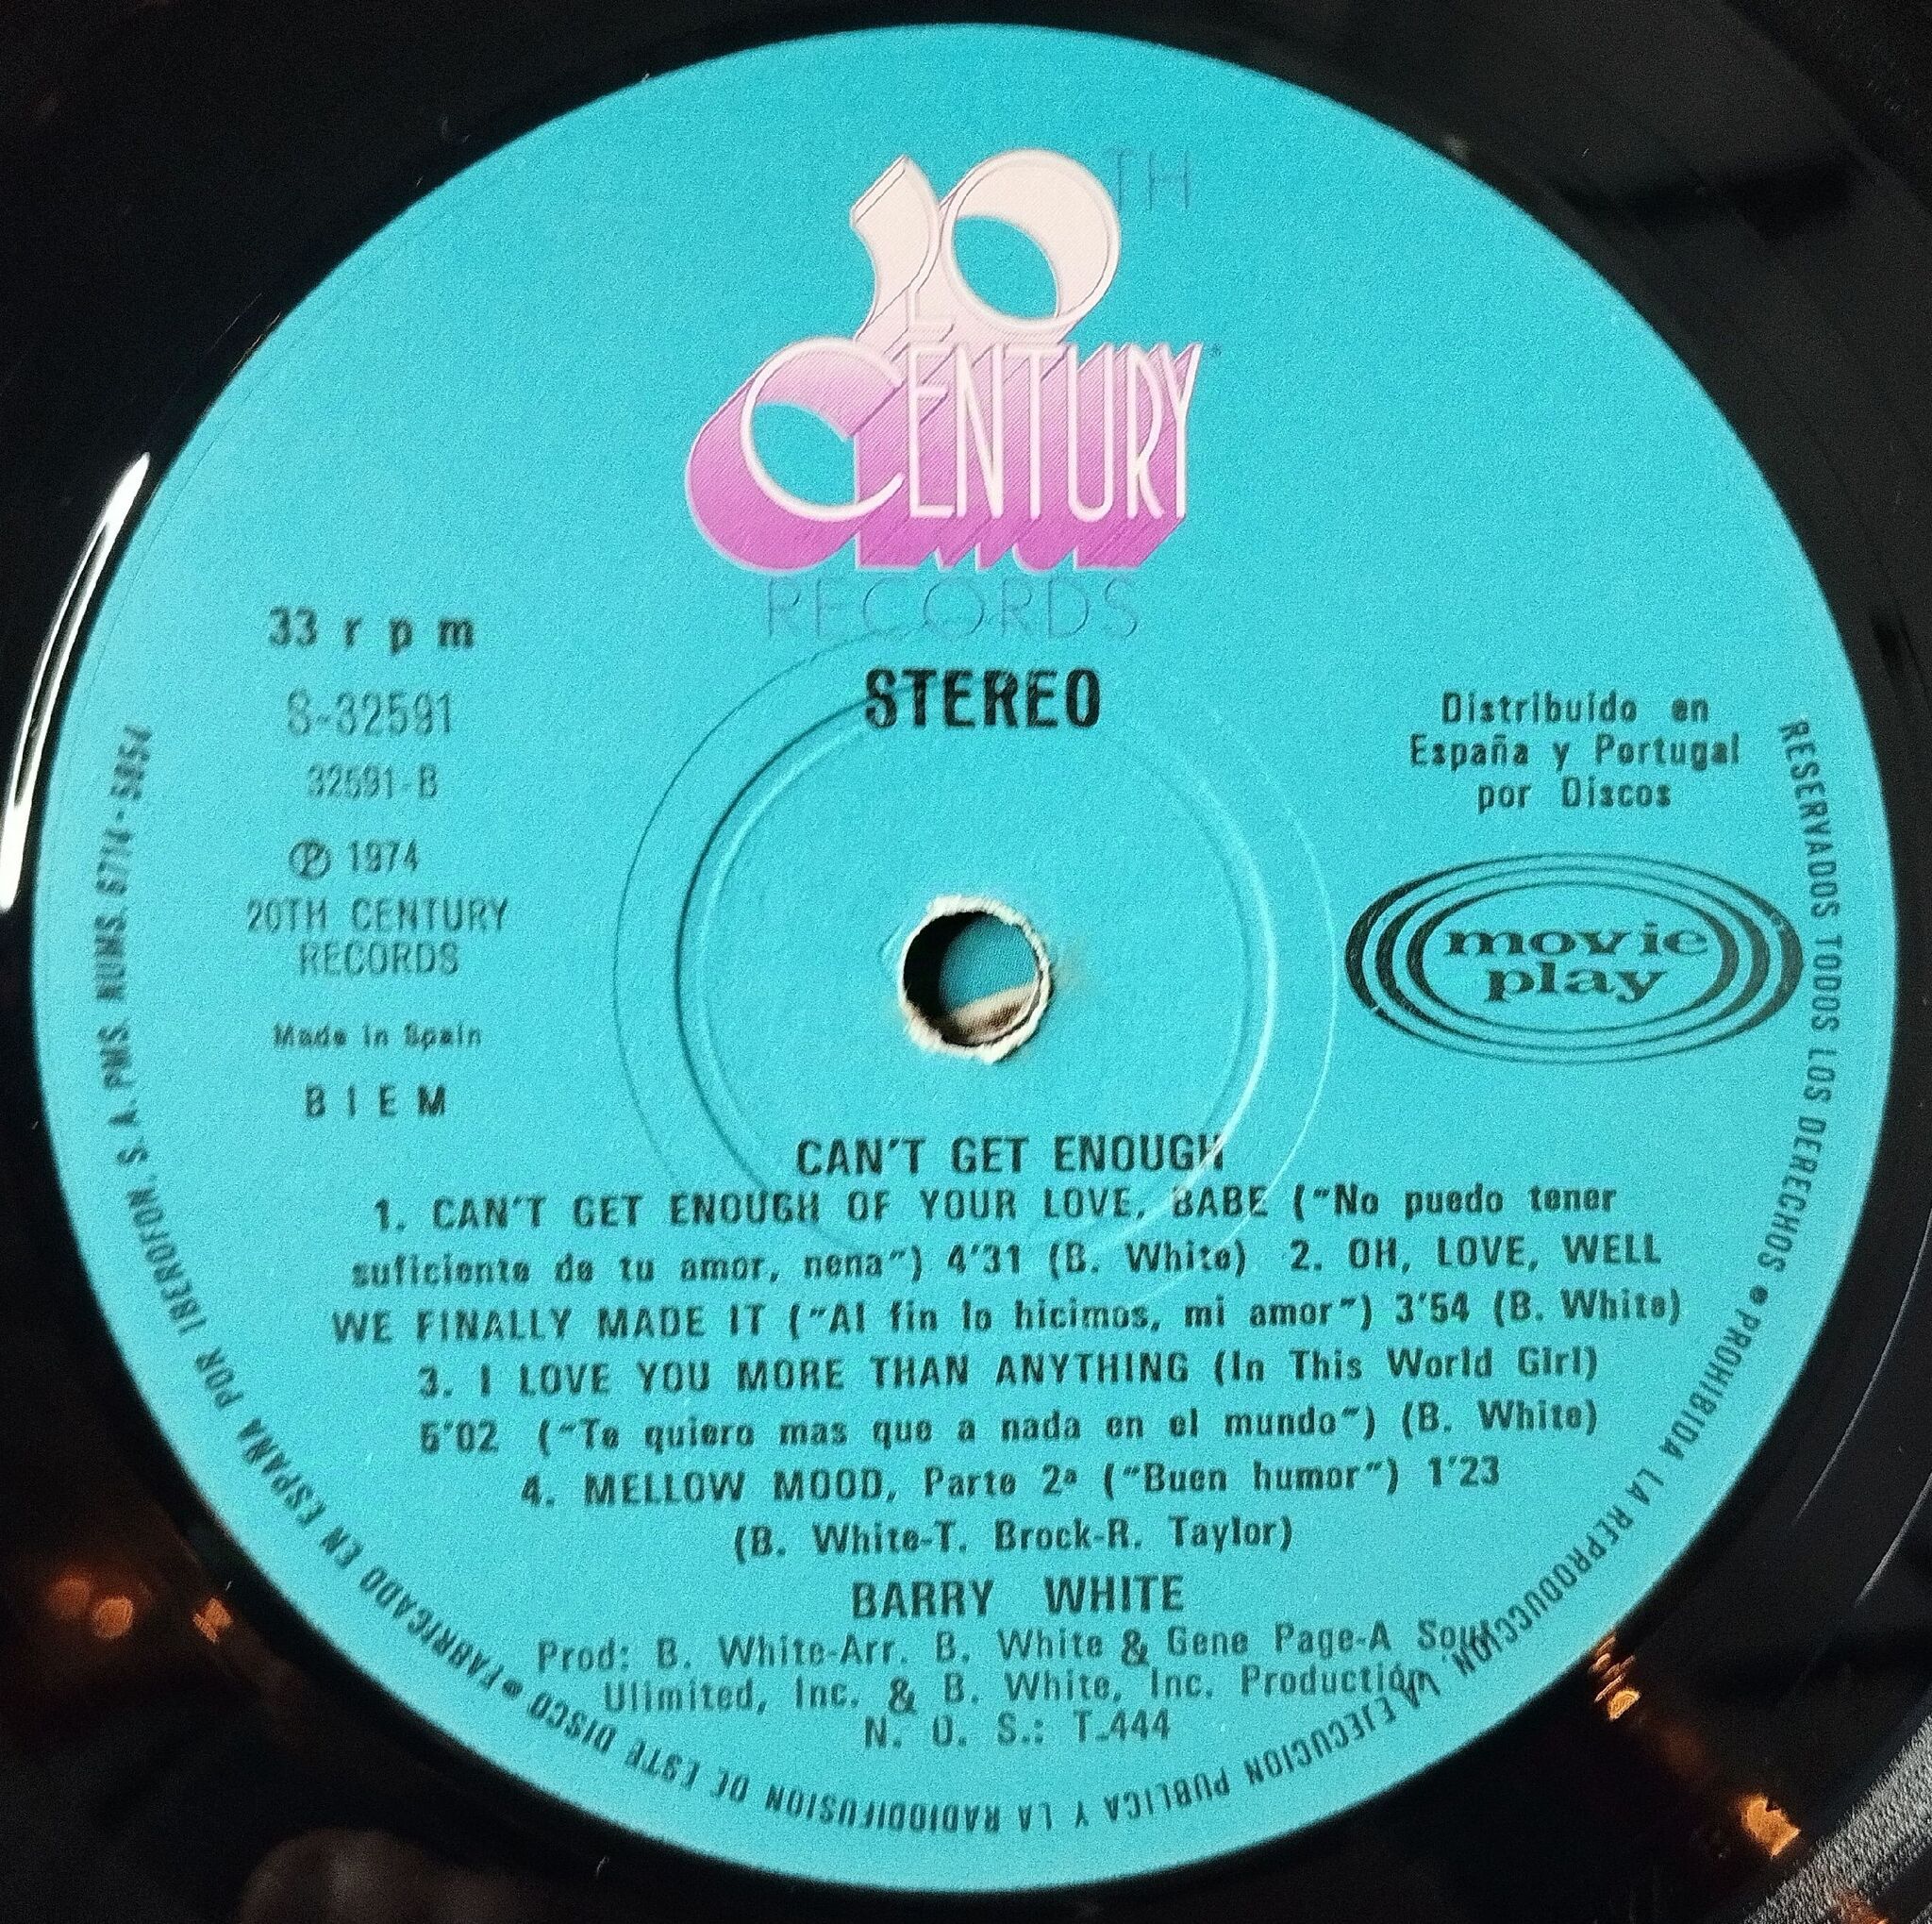 20TH
CENTURY
RECORDS
STEREO
33 rpm
S-32591
32591-B
Ⓟ 1974
20TH CENTURY
RECORDS
Made in Spain
BIEM
Distribuido en
España y Portugal
por Discos
movie
play
CAN'T GET ENOUGH
1. CAN'T GET ENOUGH OF YOUR LOVE, BABE ("No puedo tener
suficiente de tu amor, nena") 4'31 (B. White) 2. OH, LOVE, WELL
WE FINALLY MADE IT ("Al fin lo hicimos, mi amor") 3'54 (B. White)
3. I LOVE YOU MORE THAN ANYTHING (In This World Girl)
5'02 ("Te quiero mas que a nada en el mundo") (B. White)
4. MELLOW MOOD, Parte 2ª ("Buen humor") 1'23
(B. White-T. Brock-R. Taylor)
BARRY WHITE
Prod: B. White-Arr. B. White & Gene Page-A Soul
Ulimited, Inc. & B. White, Inc. Productión
N. O. S.: T-444
RESERVADOS TODOS LOS DERECHOS • PROHIBIDA LA REPRODUCCION, LA EJECUCION PUBLICA Y LA RADIODIFUSION DE ESTE DISCO • FABRICADO EN ESPAÑA POR IBEROFON, S. A. PMS. NUMS. 6714-5854